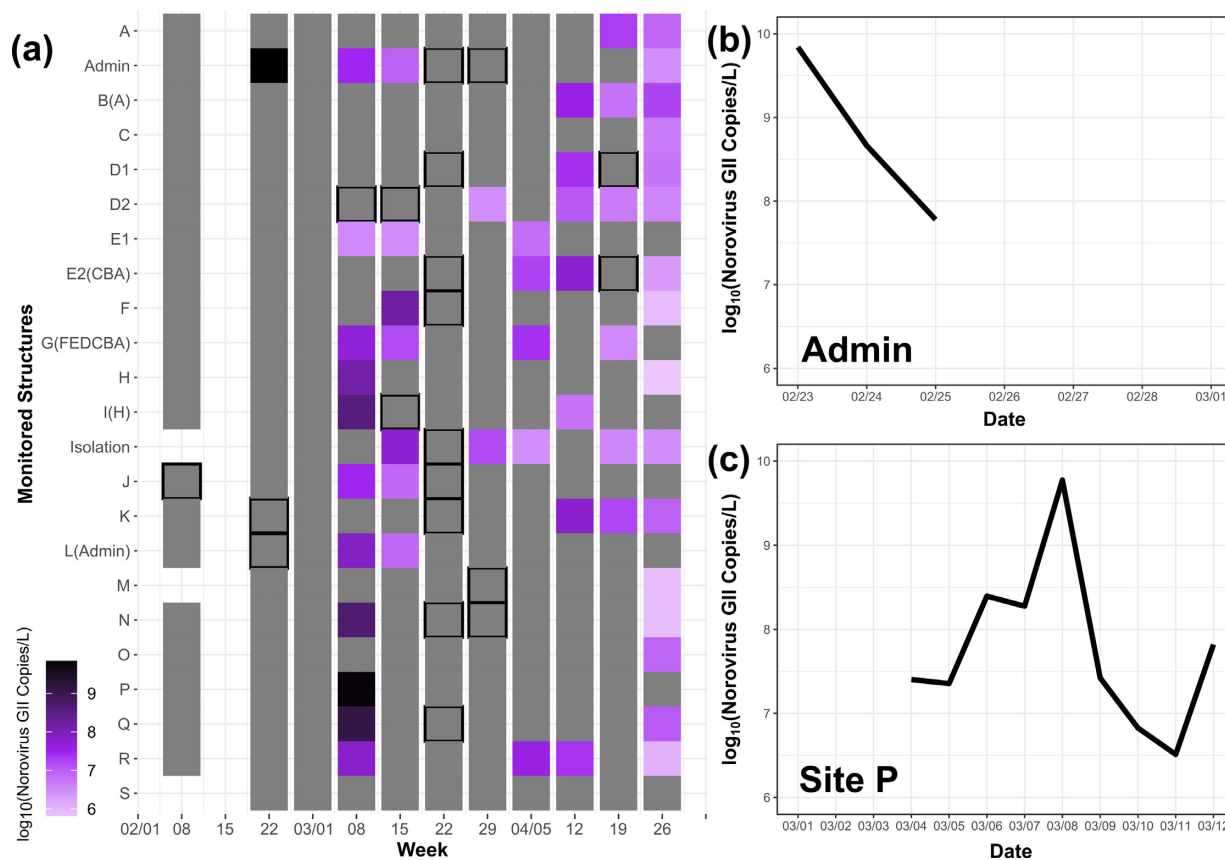 (a)
Monitored Structures
A
Admin
B(A)
C
D1
D2
E1
E2(CBA)
F
G(FEDCBA)
H
I(H)
Isolation
J
K
L(Admin)
M
N
O
P
Q
R
S
log₁₀(Norovirus GII Copies/L)
9
8
7
6
02/01 08 15 22 03/01 08 15 22 29 04/05 12 19 26
Week
(b)
log₁₀(Norovirus GII Copies/L)
10
9
8
7
6
Admin
02/23 02/24 02/25 02/26 02/27 02/28 03/01
Date
(c)
log₁₀(Norovirus GII Copies/L)
10
9
8
7
6
Site P
03/01 03/02 03/03 03/04 03/05 03/06 03/07 03/08 03/09 03/10 03/11 03/12
Date